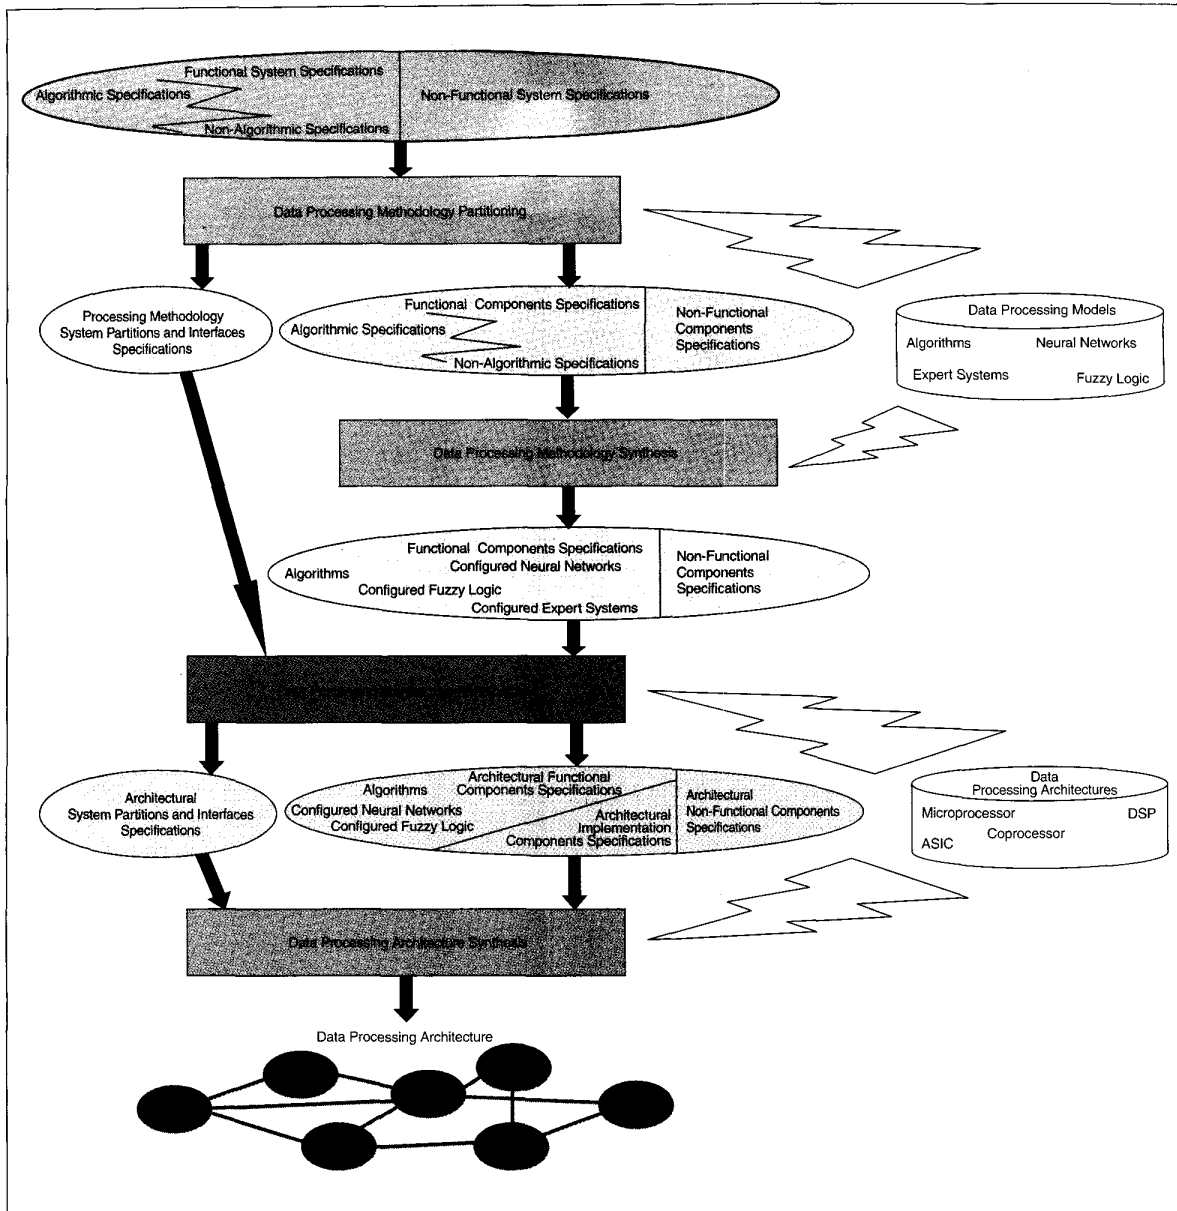 Functional System Specifications
Algorithmic Specifications
Non-Algorithmic Specifications
Non-Functional System Specifications
Data Processing Methodology Partitioning
Processing Methodology
System Partitions and Interfaces
Specifications
Functional Components Specifications
Algorithmic Specifications
Non-Algorithmic Specifications
Non-Functional
Components
Specifications
Data Processing Models
Algorithms
Neural Networks
Expert Systems
Fuzzy Logic
Data Processing Methodology Synthesis
Functional Components Specifications
Configured Neural Networks
Algorithms
Configured Fuzzy Logic
Configured Expert Systems
Non-Functional
Components
Specifications
Architectural
System Partitions and Interfaces
Specifications
Architectural Functional
Components Specifications
Algorithms
Configured Neural Networks
Configured Fuzzy Logic
Architectural
Implementation
Components Specifications
Architectural
Non-Functional Components
Specifications
Data
Processing Architectures
Microprocessor
DSP
Coprocessor
ASIC
Data Processing Architecture Synthesis
Data Processing Architecture